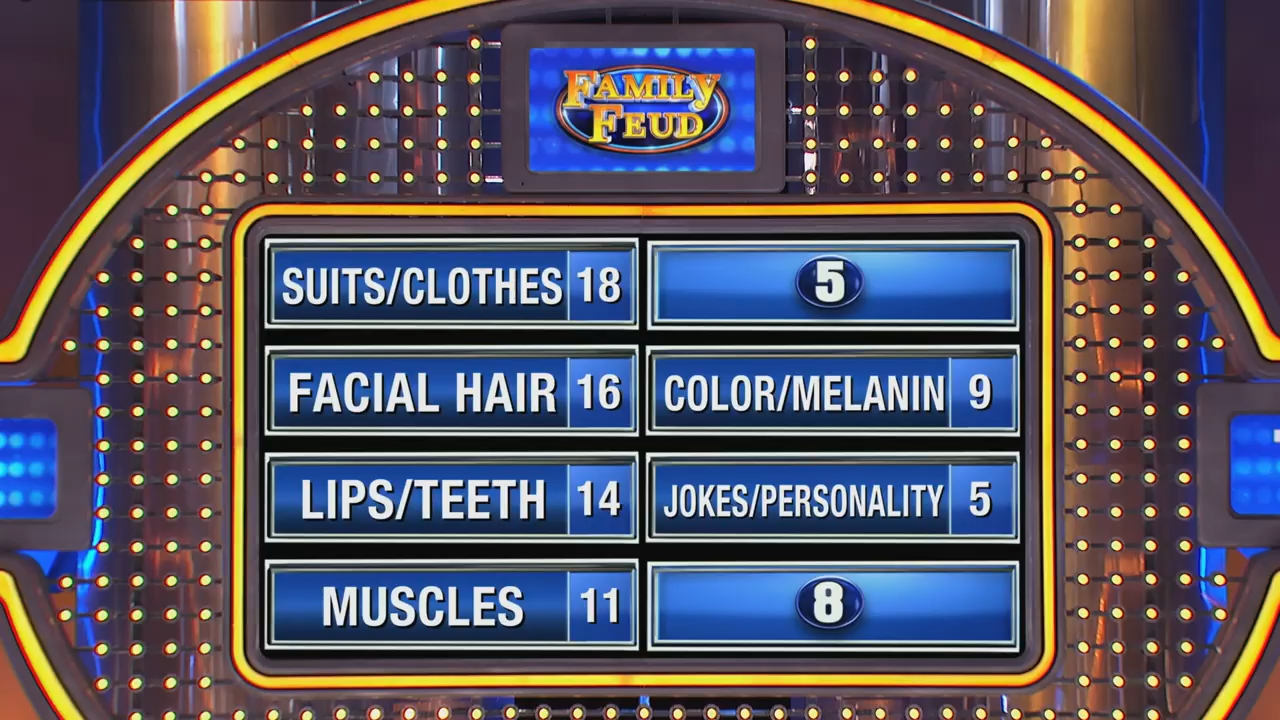 FAMILY
FEUD
SUITS/CLOTHES 18
5
FACIAL HAIR 16
COLOR/MELANIN 9
LIPS/TEETH 14
JOKES/PERSONALITY 5
MUSCLES 11
8